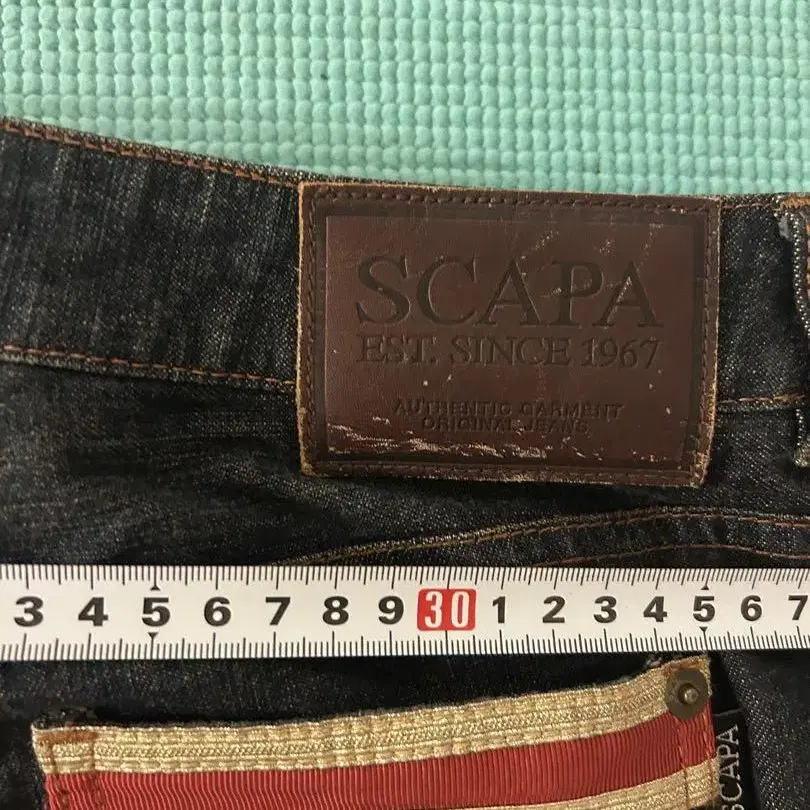 SCAPA
EST. SINCE 1967
AUTHENTIC GARMENT
ORIGINAL JEANS
3 4 5 6 7 8 9 30 1 2 3 4 5 6 7
SCAPA